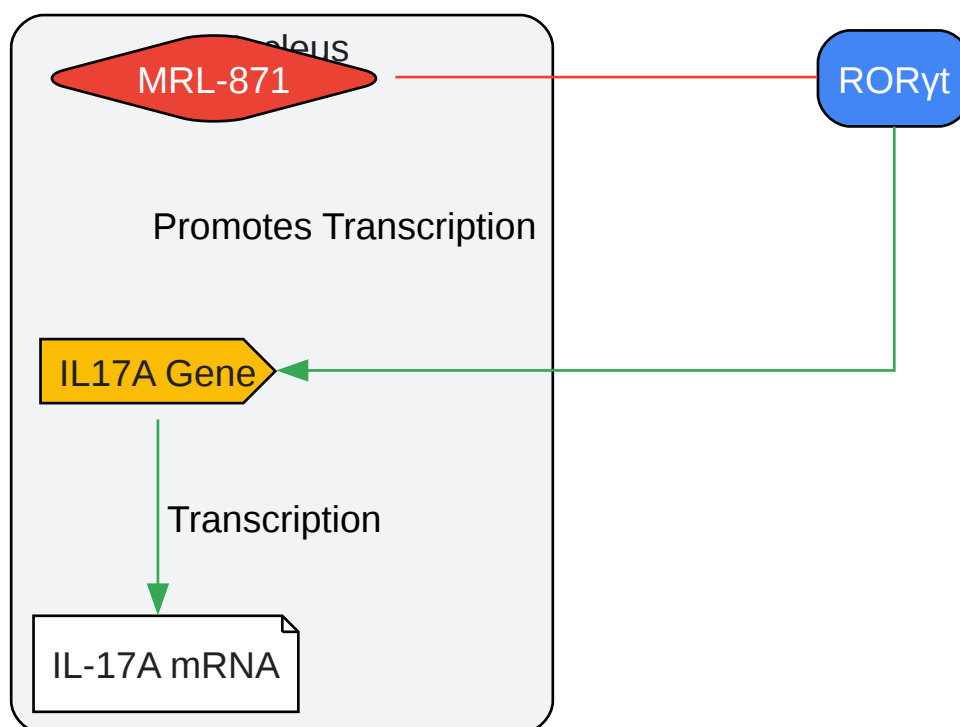 MRL-871
RORγt
Promotes Transcription
IL17A Gene
Transcription
IL-17A mRNA